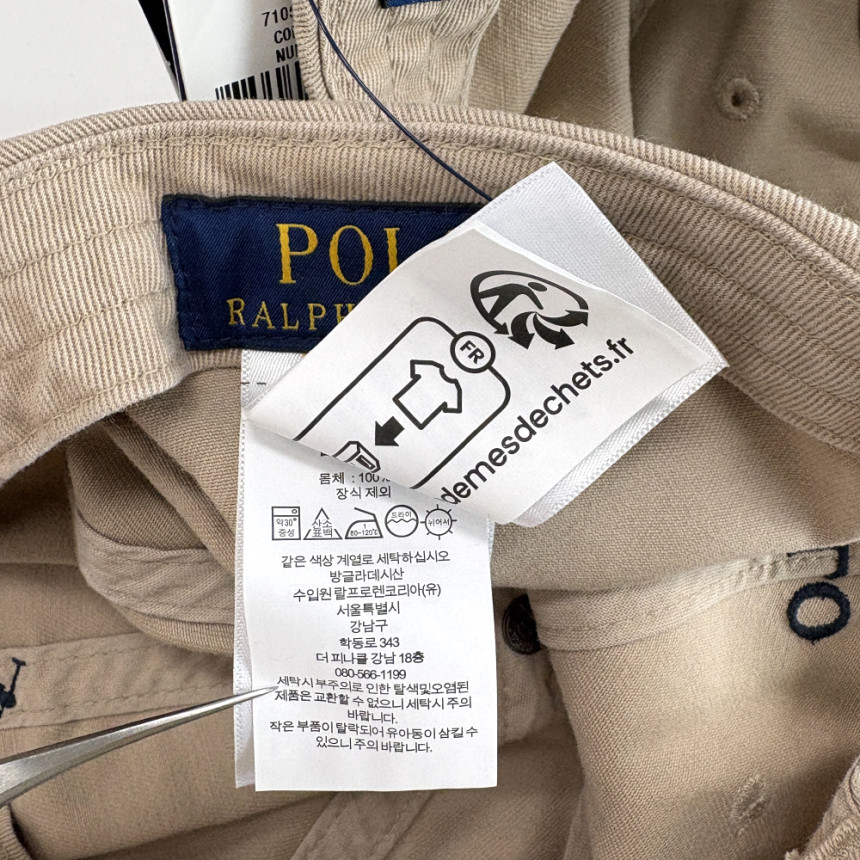 7105
COI
NU
POL
RALPH
FR
demesdechets.fr
몸체 : 100%
장식 제외
약30°
중성
산소
표백
1
80~120℃
드라이
뉘어서
같은 색상 계열로 세탁하십시오
방글라데시산
수입원 랄프로렌코리아(유)
서울특별시
강남구
학동로 343
더 피나클 강남 18층
080-566-1199
세탁시 부주의로 인한 탈색및오염된
제품은 교환할 수 없으니 세탁시 주의
바랍니다.
작은 부품이 탈락되어 유아동이 삼킬 수
있으니 주의 바랍니다.